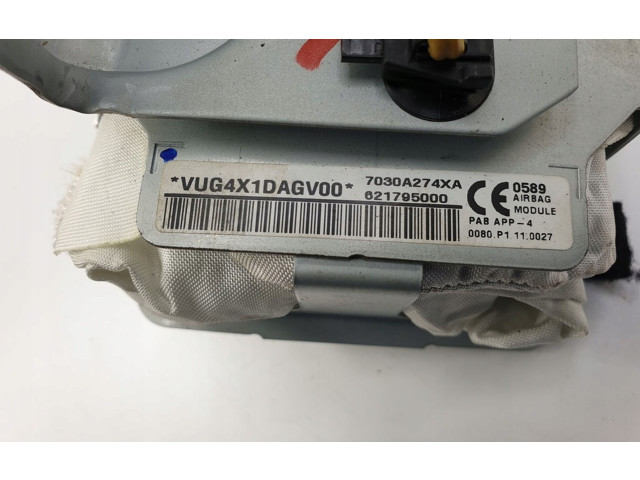 *VUG4X1DAGV00* 7030A274XA
621795000
CE 0589
AIRBAG
MODULE
PAB APP-4
0080.P1.11.0027